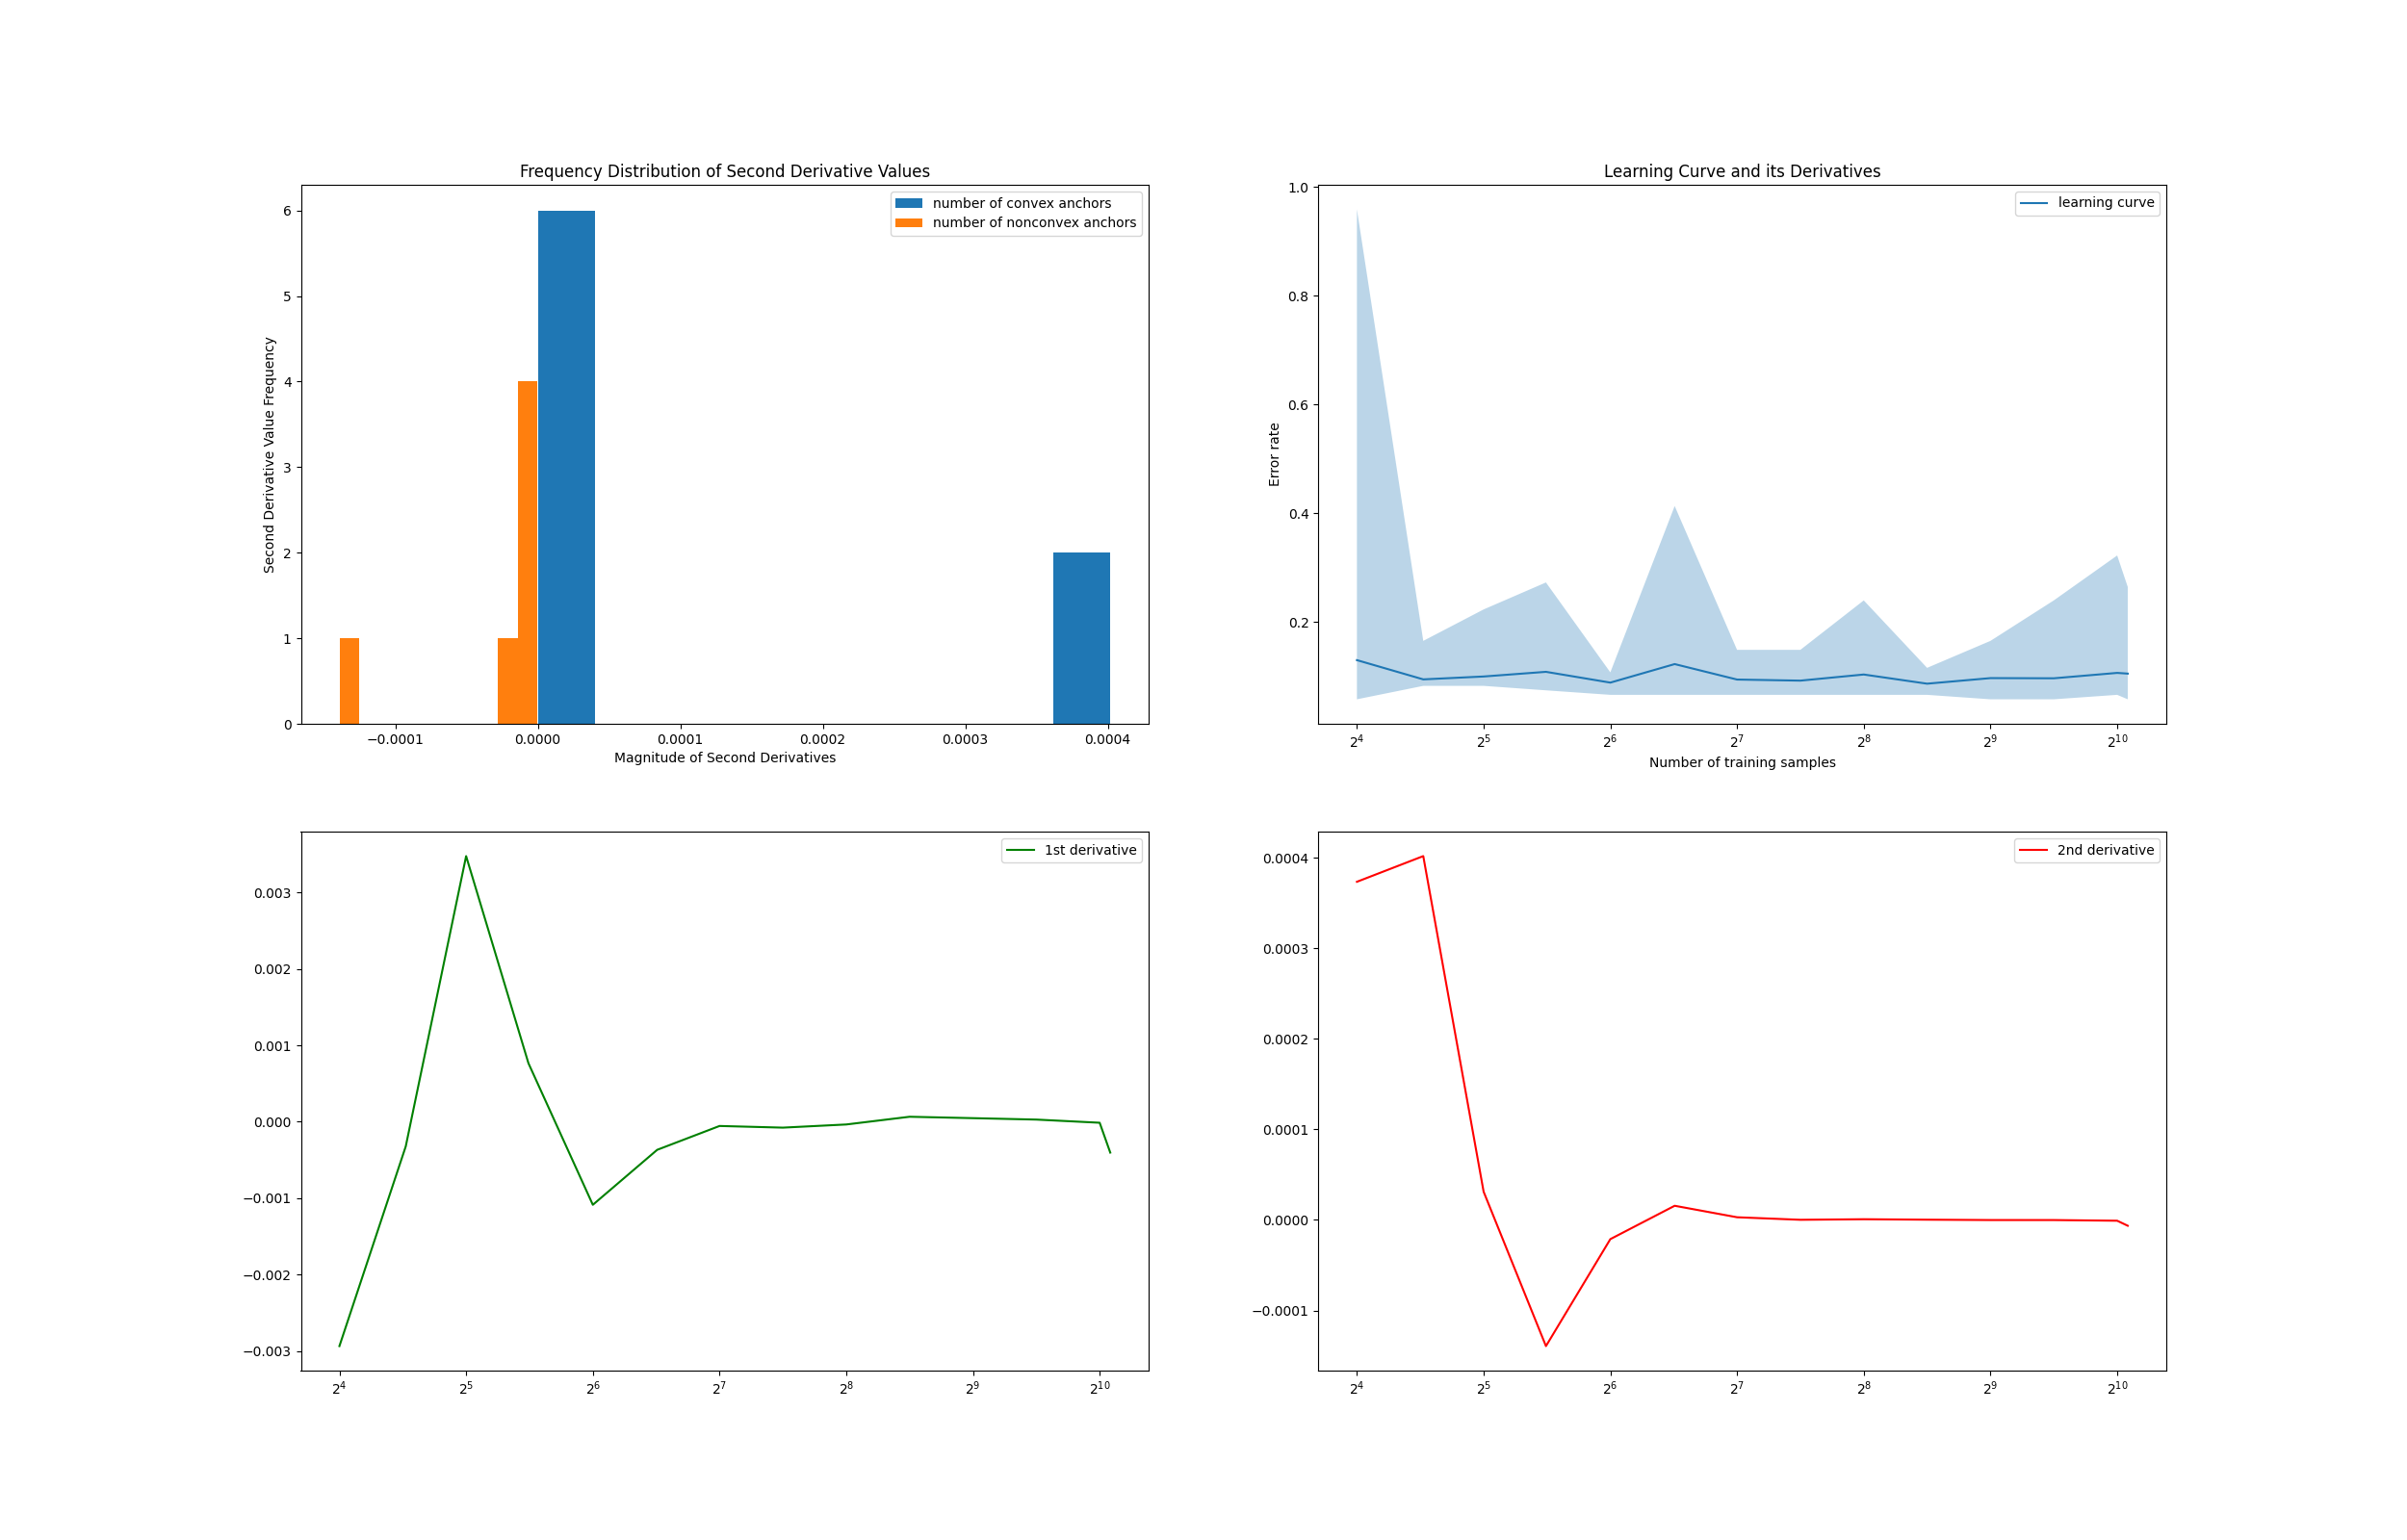 Frequency Distribution of Second Derivative Values
number of convex anchors
number of nonconvex anchors
6
5
4
3
2
1
0
Second Derivative Value Frequency
−0.0001 0.0000 0.0001 0.0002 0.0003 0.0004
Magnitude of Second Derivatives
Learning Curve and its Derivatives
learning curve
1.0
0.8
0.6
0.4
0.2
Error rate
2⁴ 2⁵ 2⁶ 2⁷ 2⁸ 2⁹ 2¹⁰
Number of training samples
1st derivative
0.003
0.002
0.001
0.000
−0.001
−0.002
−0.003
2⁴ 2⁵ 2⁶ 2⁷ 2⁸ 2⁹ 2¹⁰
2nd derivative
0.0004
0.0003
0.0002
0.0001
0.0000
−0.0001
2⁴ 2⁵ 2⁶ 2⁷ 2⁸ 2⁹ 2¹⁰